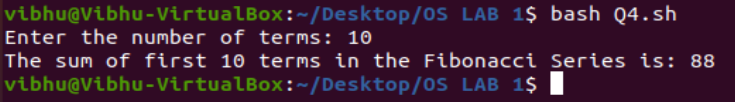 vibhu@Vibhu-VirtualBox:~/Desktop/OS LAB 1$ bash Q4.sh
Enter the number of terms: 10
The sum of first 10 terms in the Fibonacci Series is: 88
vibhu@Vibhu-VirtualBox:~/Desktop/OS LAB 1$